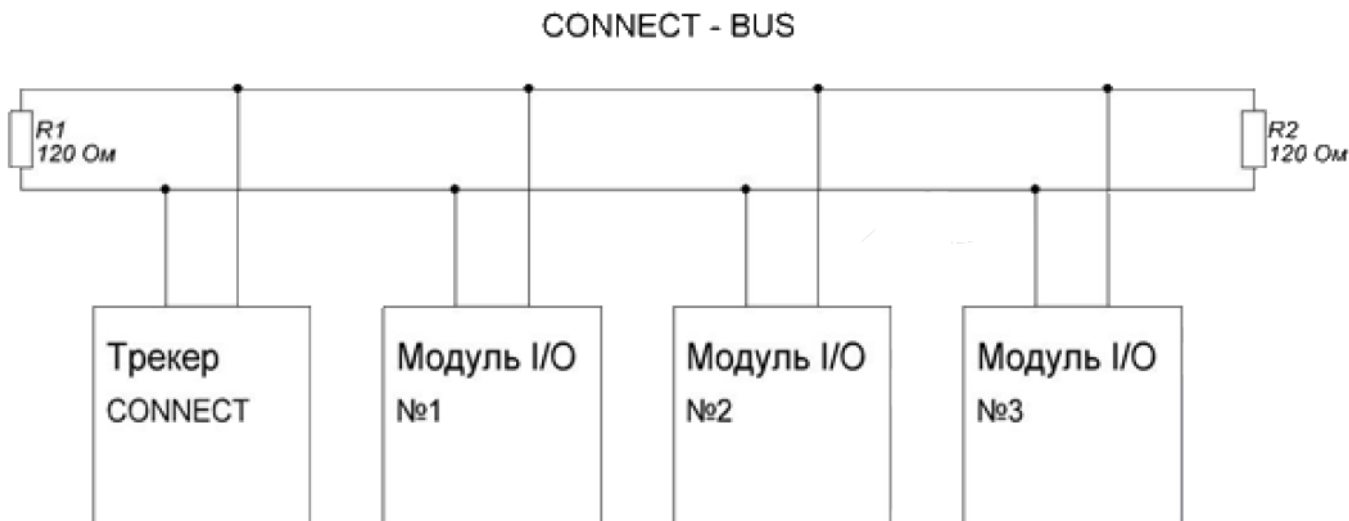 CONNECT - BUS
R1
120 Ом
R2
120 Ом
Трекер
CONNECT
Модуль I/O
№1
Модуль I/O
№2
Модуль I/O
№3